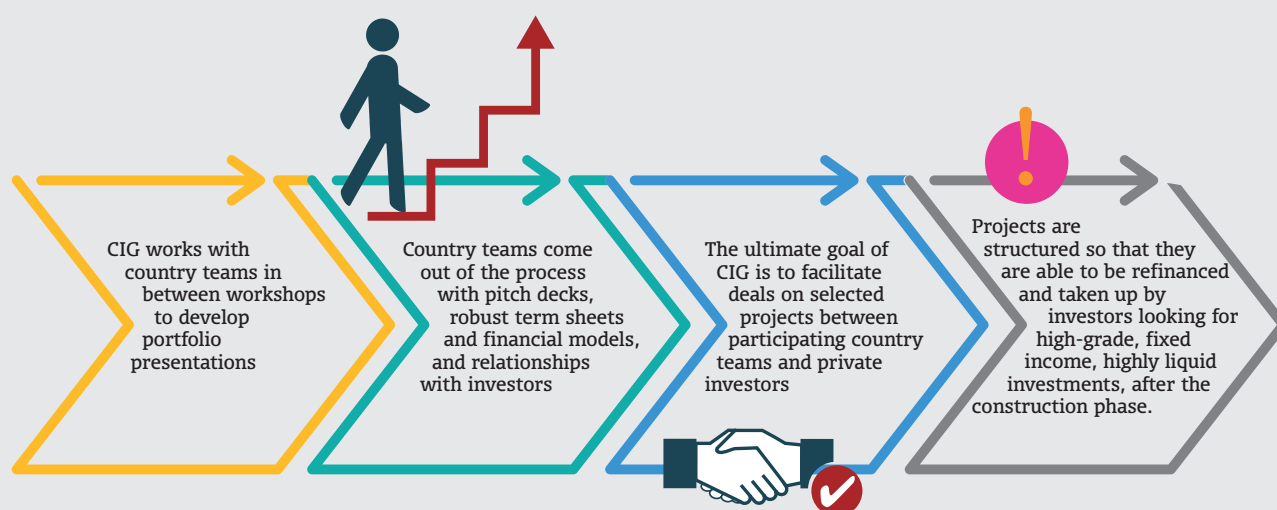 CIG works with
country teams in
between workshops
to develop
portfolio
presentations
Country teams come
out of the process
with pitch decks,
robust term sheets
and financial models,
and relationships
with investors
The ultimate goal of
CIG is to facilitate
deals on selected
projects between
participating country
teams and private
investors
Projects are
structured so that they
are able to be refinanced
and taken up by
investors looking for
high-grade, fixed
income, highly liquid
investments, after the
construction phase.